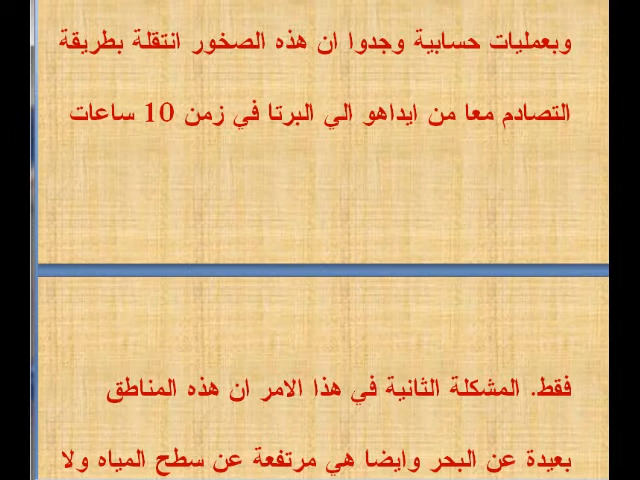 وبعمليات حسابية وجدوا ان هذه الصخور انتقلة بطريقة
التصادم معا من ايداهو الي البرتا في زمن 10 ساعات
فقط. المشكلة الثانية في هذا الامر ان هذه المناطق
بعيدة عن البحر وايضا هي مرتفعة عن سطح المياه ولا